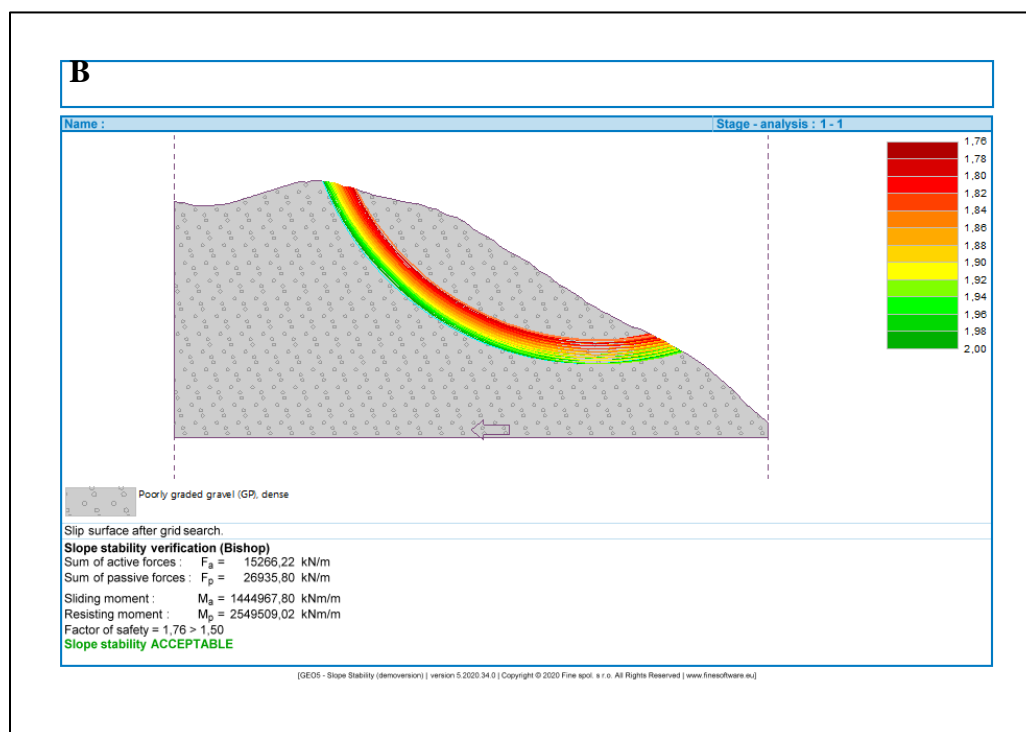 B
Name :
Stage - analysis : 1 - 1
1,76
1,78
1,80
1,82
1,84
1,86
1,88
1,90
1,92
1,94
1,96
1,98
2,00
Poorly graded gravel (GP), dense
Slip surface after grid search.
Slope stability verification (Bishop)
Sum of active forces : Fa = 15266,22 kN/m
Sum of passive forces : Fp = 26935,80 kN/m
Sliding moment : Ma = 1444967,80 kNm/m
Resisting moment : Mp = 2549509,02 kNm/m
Factor of safety = 1,76 > 1,50
Slope stability ACCEPTABLE
[GEO5 - Slope Stability (demoversion) | version 5.2020.34.0 | Copyright © 2020 Fine spol. s r.o. All Rights Reserved | www.finesoftware.eu]